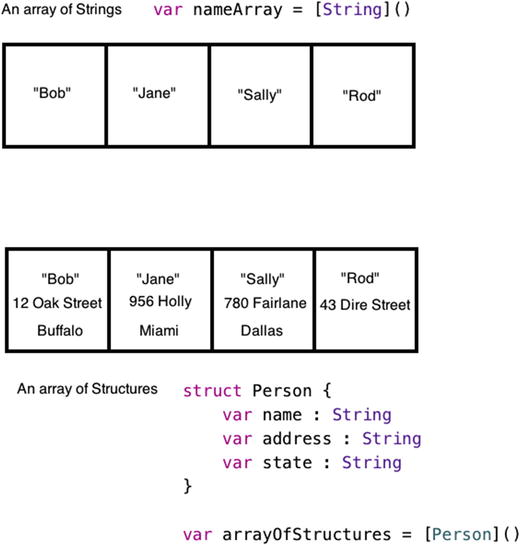 An array of Strings var nameArray = [String]()
"Bob" "Jane" "Sally" "Rod"
"Bob" "Jane" "Sally" "Rod"
12 Oak Street 956 Holly 780 Fairlane 43 Dire Street
Buffalo Miami Dallas
An array of Structures struct Person {
var name : String
var address : String
var state : String
}
var arrayOfStructures = [Person]()